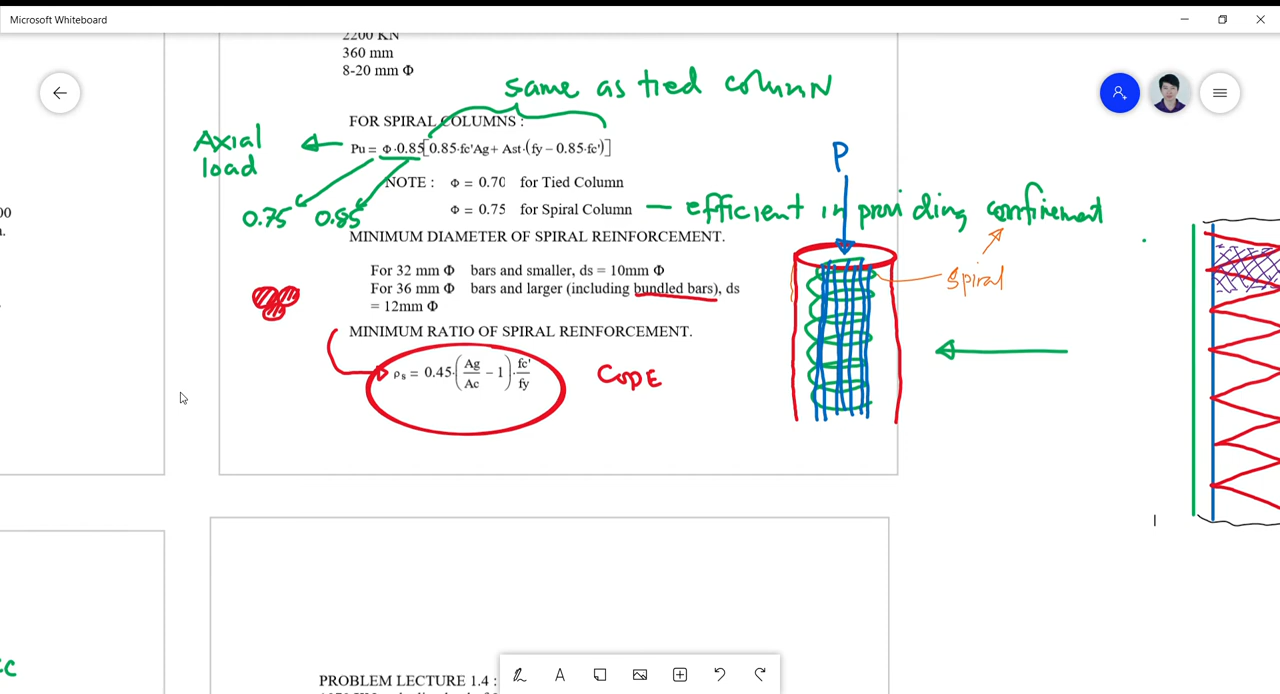 Microsoft Whiteboard
2200 KN
360 mm
8-20 mm Φ
same as tied column
FOR SPIRAL COLUMNS :
Axial
load
Pu = Φ·0.85[0.85·fc'Ag + Ast·(fy − 0.85·fc')]
P
NOTE : Φ = 0.70 for Tied Column
0.75 0.85
Φ = 0.75 for Spiral Column — efficient in providing confinement
00
MINIMUM DIAMETER OF SPIRAL REINFORCEMENT.
For 32 mm Φ bars and smaller, ds = 10mm Φ
spiral
For 36 mm Φ bars and larger (including bundled bars), ds
= 12mm Φ
MINIMUM RATIO OF SPIRAL REINFORCEMENT.
ρs = 0.45·(Ag/Ac − 1)·fc'/fy
CODE
PROBLEM LECTURE 1.4 :